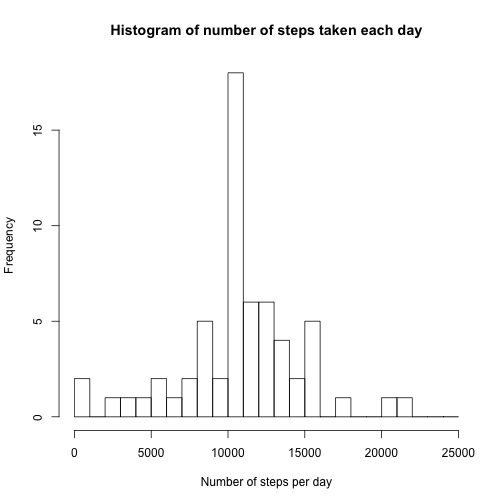 Histogram of number of steps taken each day
Frequency
15
10
5
0
0 5000 10000 15000 20000 25000
Number of steps per day